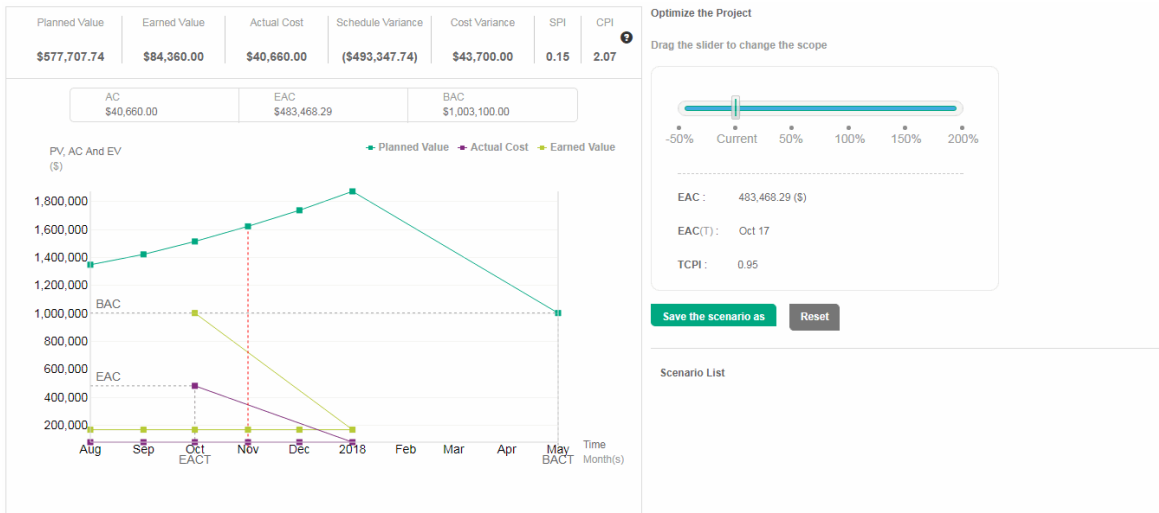 Planned Value Earned Value Actual Cost Schedule Variance Cost Variance SPI CPI
$577,707.74 $84,360.00 $40,660.00 ($493,347.74) $43,700.00 0.15 2.07
?
AC EAC BAC
$40,660.00 $483,468.29 $1,003,100.00
PV, AC And EV
($)
Planned Value Actual Cost Earned Value
1,800,000
1,600,000
1,400,000
1,200,000
BAC
1,000,000
800,000
600,000
EAC
400,000
200,000
Aug Sep Oct Nov Dec 2018 Feb Mar Apr May
EACT BACT
Time
Month(s)
Optimize the Project
Drag the slider to change the scope
-50% Current 50% 100% 150% 200%
EAC : 483,468.29 ($)
EAC(T) : Oct 17
TCPI : 0.95
Save the scenario as Reset
Scenario List